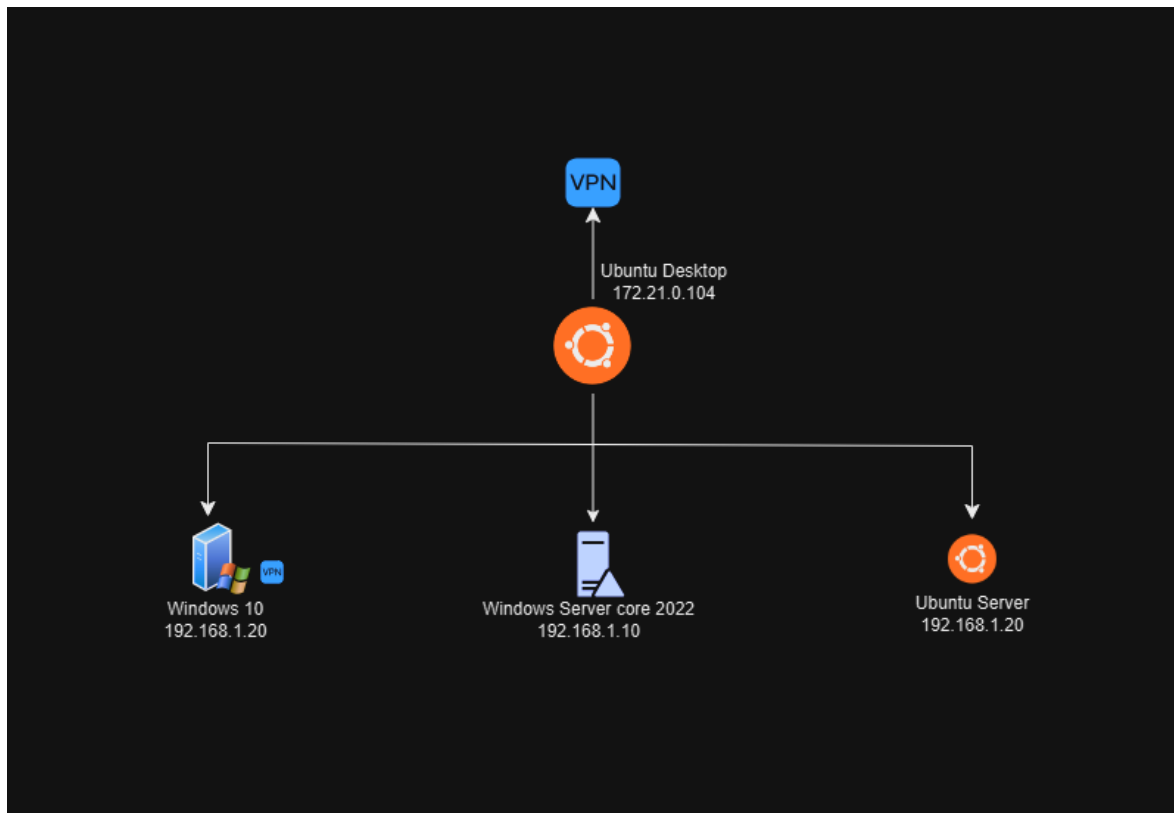 VPN
Ubuntu Desktop
172.21.0.104
VPN
Windows 10
192.168.1.20
Windows Server core 2022
192.168.1.10
Ubuntu Server
192.168.1.20